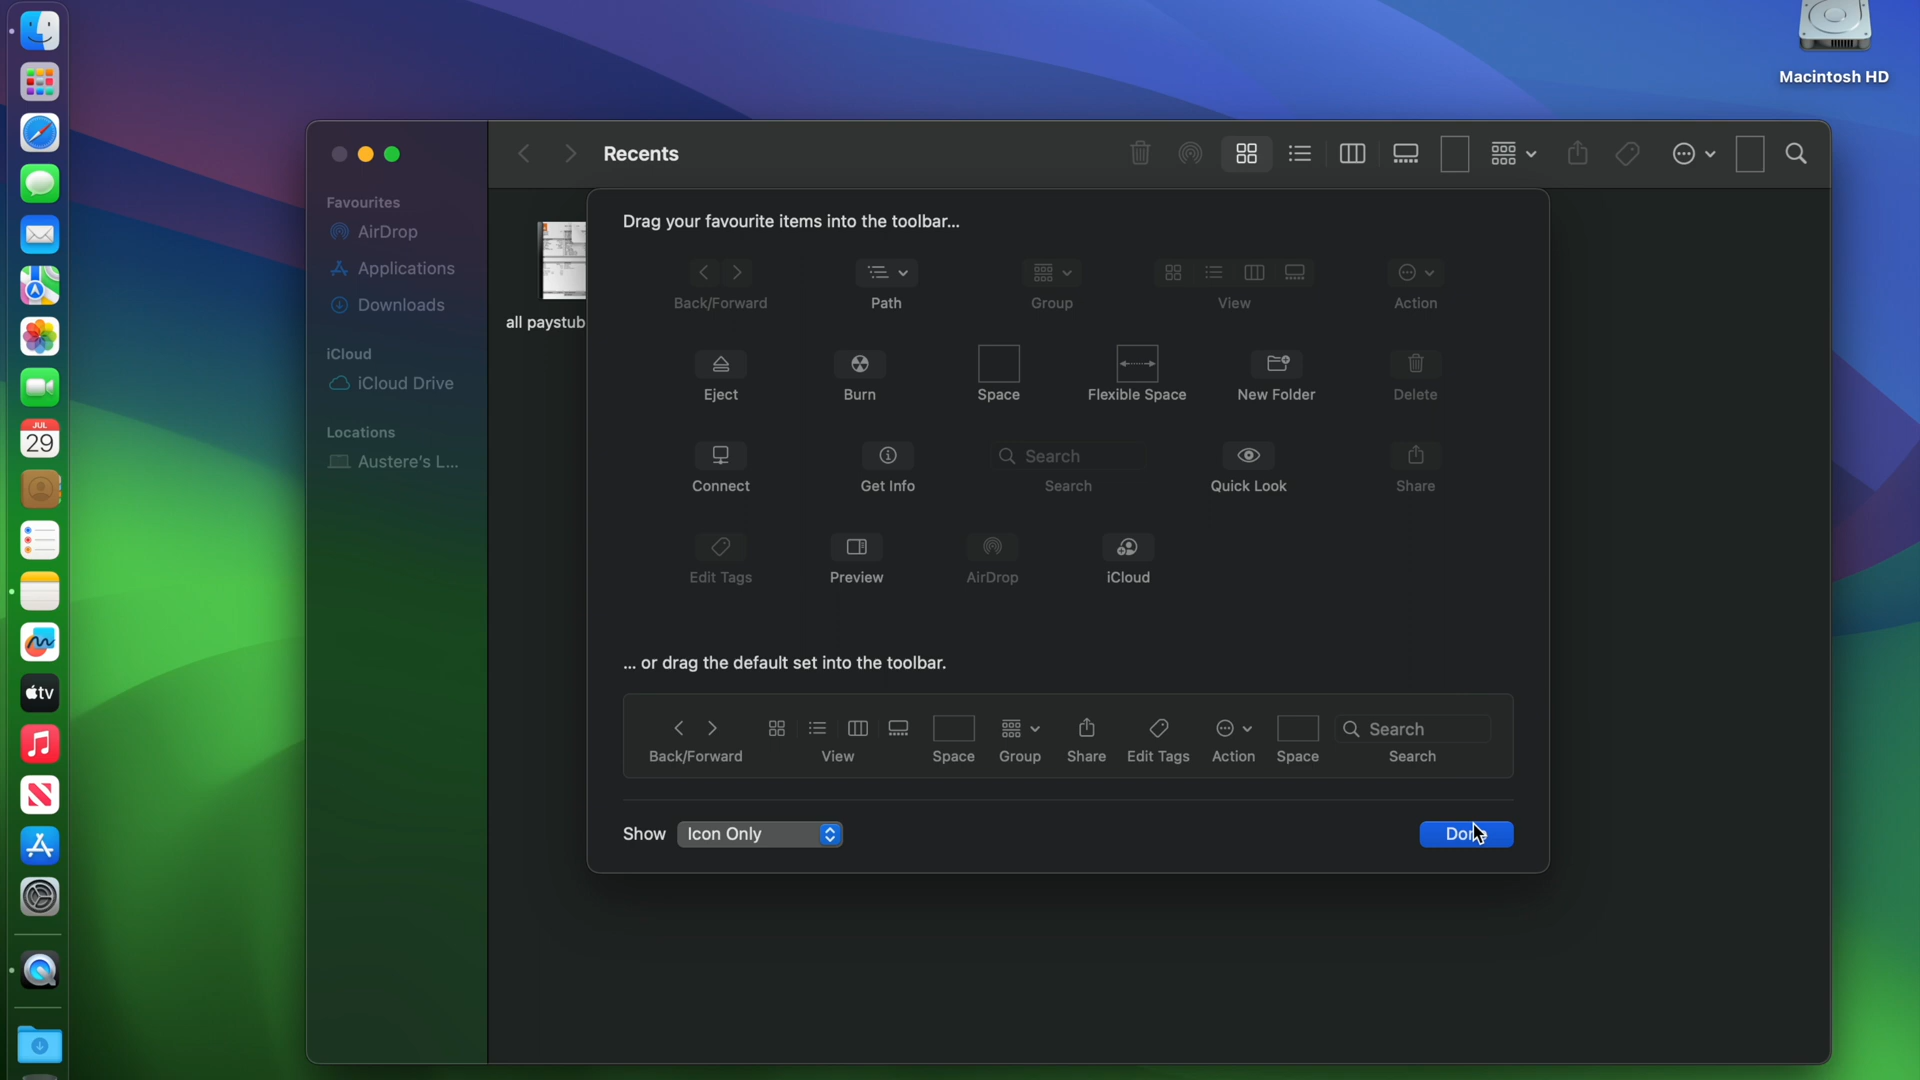 Macintosh HD
Recents
Favourites
AirDrop
Applications
Downloads
iCloud
iCloud Drive
Locations
Austere's L...
all paystub
Drag your favourite items into the toolbar...
Back/Forward Path Group View Action
Eject Burn Space Flexible Space New Folder Delete
Search
Connect Get Info Search Quick Look Share
Edit Tags Preview AirDrop iCloud
... or drag the default set into the toolbar.
Search
Back/Forward View Space Group Share Edit Tags Action Space Search
Show Icon Only Done
JUL
29
tv